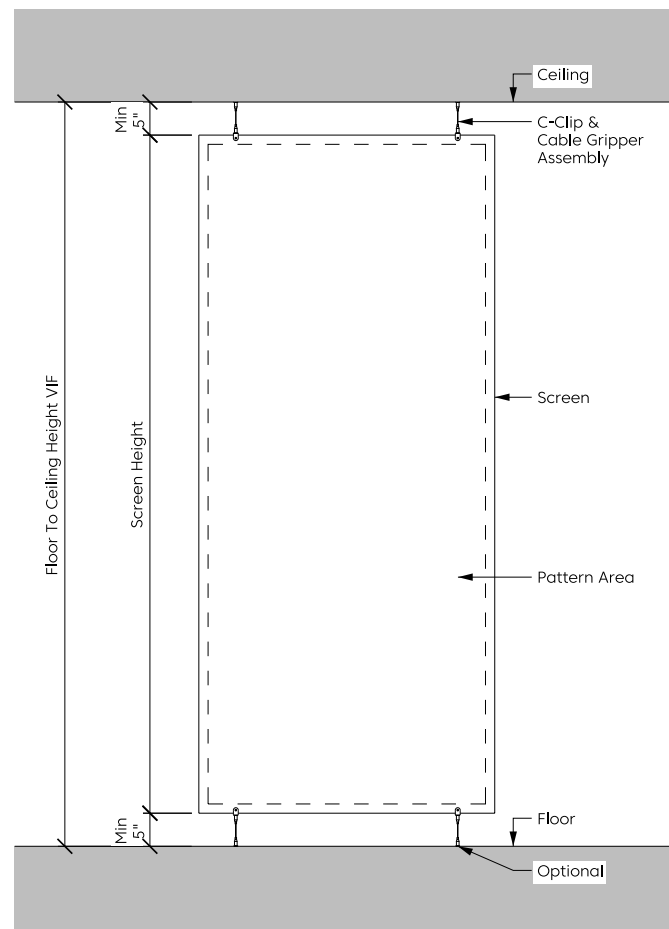 Ceiling
Min
5"
C-Clip &
Cable Gripper
Assembly
Floor To Ceiling Height VIF
Screen Height
Screen
Pattern Area
Min
5"
Floor
Optional